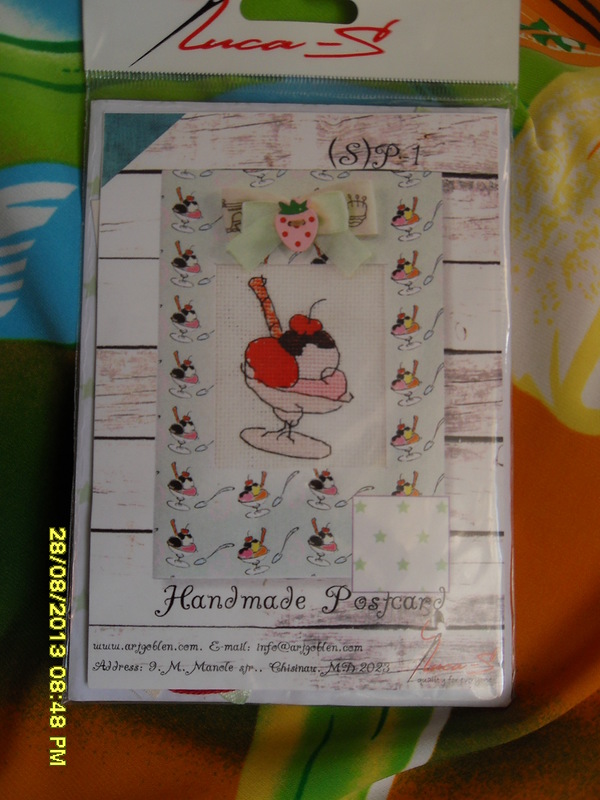 Luca-S
(S)P-1
Handmade Postcard
www.artgoblen.com. E-mail: info@artgoblen.com
Address: 9, M. Manole str.. Chisinau. MD 2023
Luca-S
28/08/2013 08:48 PM